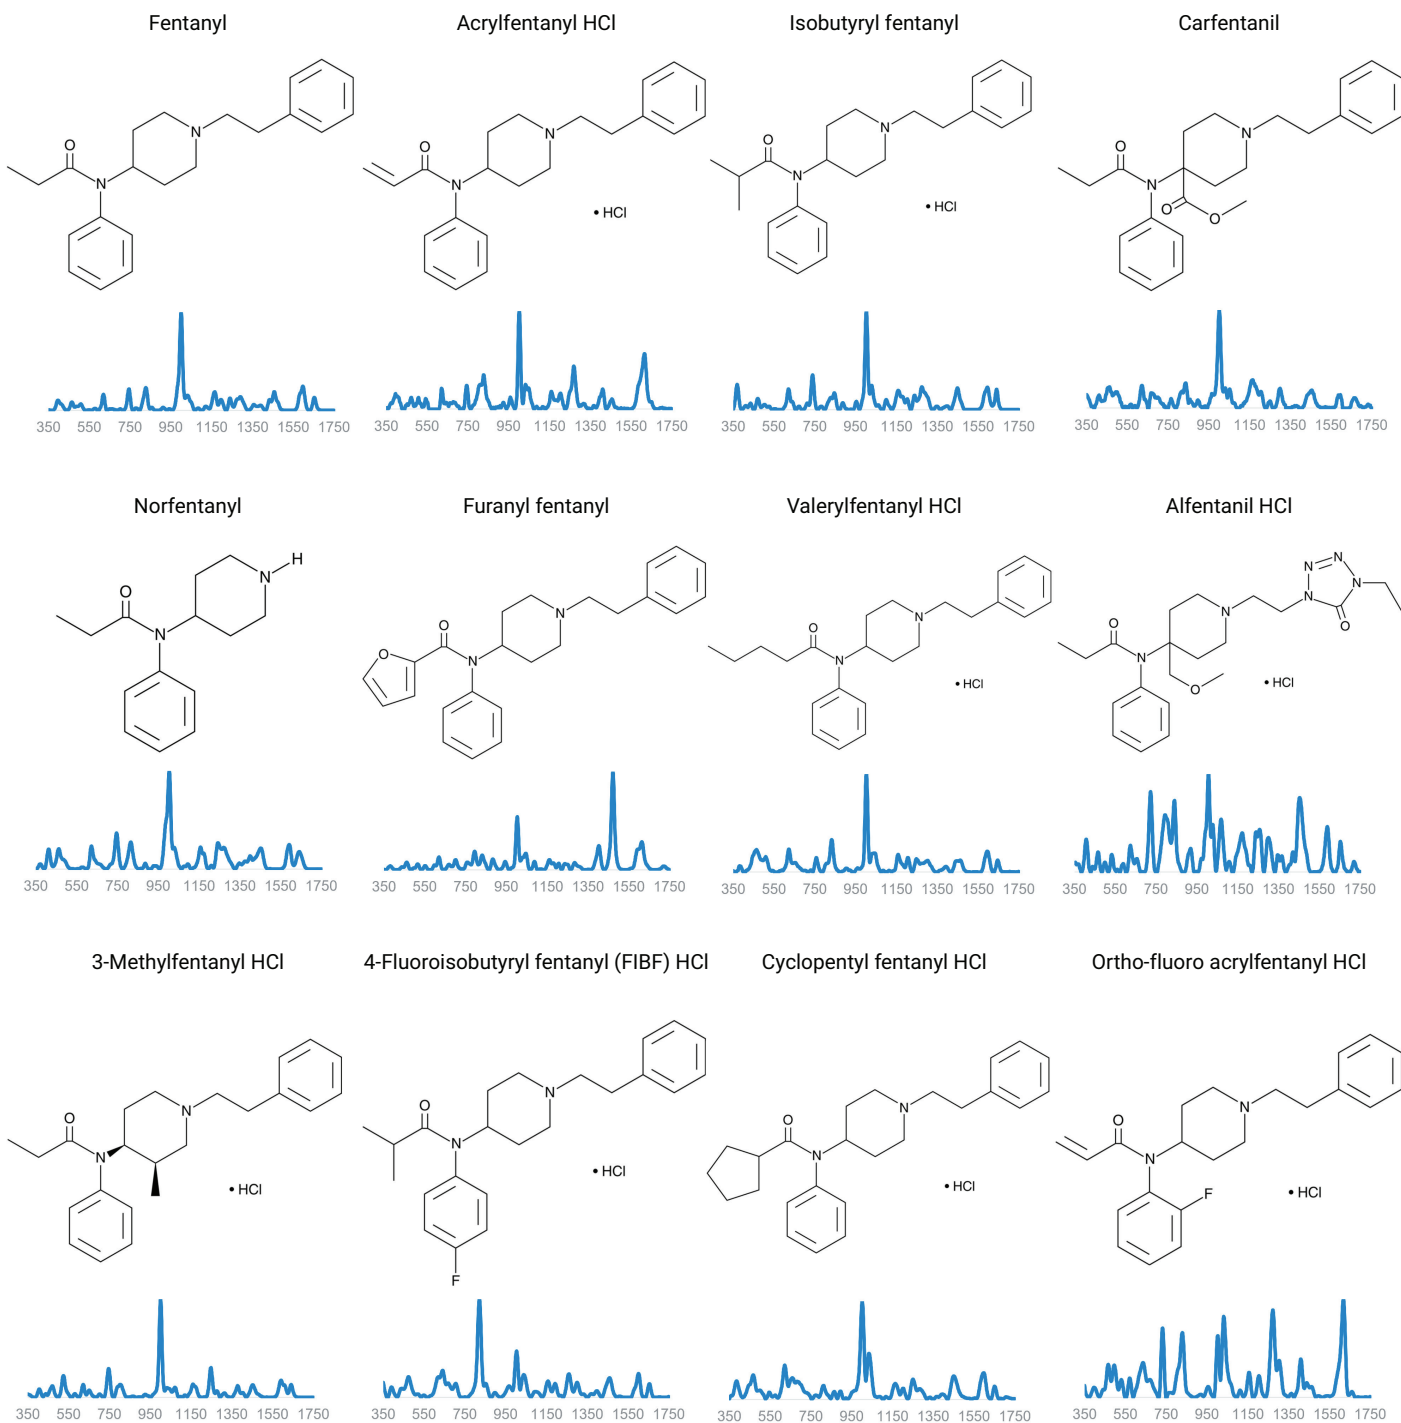 Fentanyl Acrylfentanyl HCl Isobutyryl fentanyl Carfentanil
O N N
O N N • HCl
O N N • HCl
O N N O O
350 550 750 950 1150 1350 1550 1750
350 550 750 950 1150 1350 1550 1750
350 550 750 950 1150 1350 1550 1750
350 550 750 950 1150 1350 1550 1750
Norfentanyl Furanyl fentanyl Valerylfentanyl HCl Alfentanil HCl
O N N H
O O N N
O N N • HCl
O N N O N N N N O • HCl
350 550 750 950 1150 1350 1550 1750
350 550 750 950 1150 1350 1550 1750
350 550 750 950 1150 1350 1550 1750
350 550 750 950 1150 1350 1550 1750
3-Methylfentanyl HCl 4-Fluoroisobutyryl fentanyl (FIBF) HCl Cyclopentyl fentanyl HCl Ortho-fluoro acrylfentanyl HCl
O N N • HCl
O N N F • HCl
O N N • HCl
O N N F • HCl
350 550 750 950 1150 1350 1550 1750
350 550 750 950 1150 1350 1550 1750
350 550 750 950 1150 1350 1550 1750
350 550 750 950 1150 1350 1550 1750